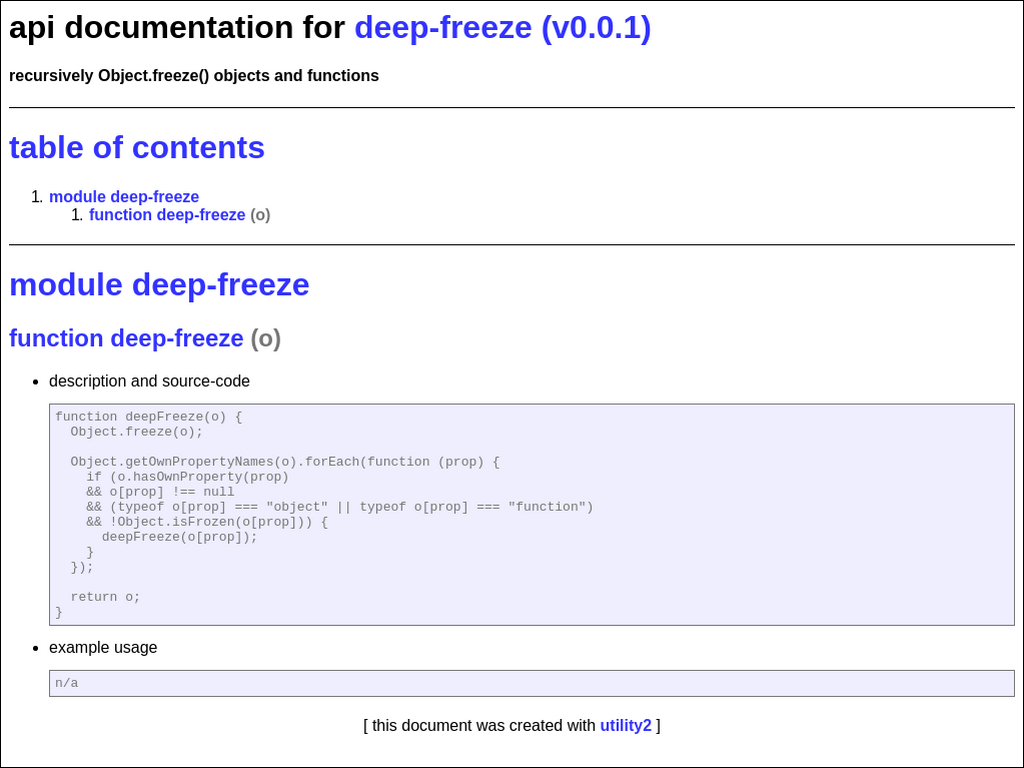 api documentation for deep-freeze (v0.0.1)
recursively Object.freeze() objects and functions
table of contents
1. module deep-freeze
1. function deep-freeze (o)
module deep-freeze
function deep-freeze (o)
• description and source-code
function deepFreeze(o) {
  Object.freeze(o);

  Object.getOwnPropertyNames(o).forEach(function (prop) {
    if (o.hasOwnProperty(prop)
    && o[prop] !== null
    && (typeof o[prop] === "object" || typeof o[prop] === "function")
    && !Object.isFrozen(o[prop])) {
      deepFreeze(o[prop]);
    }
  });

  return o;
}
• example usage
n/a
[ this document was created with utility2 ]